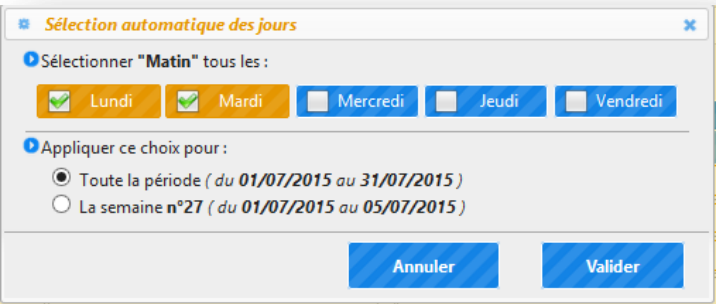 Sélection automatique des jours
Sélectionner "Matin" tous les :
Lundi Mardi Mercredi Jeudi Vendredi
Appliquer ce choix pour :
Toute la période ( du 01/07/2015 au 31/07/2015 )
La semaine n°27 ( du 01/07/2015 au 05/07/2015 )
Annuler Valider